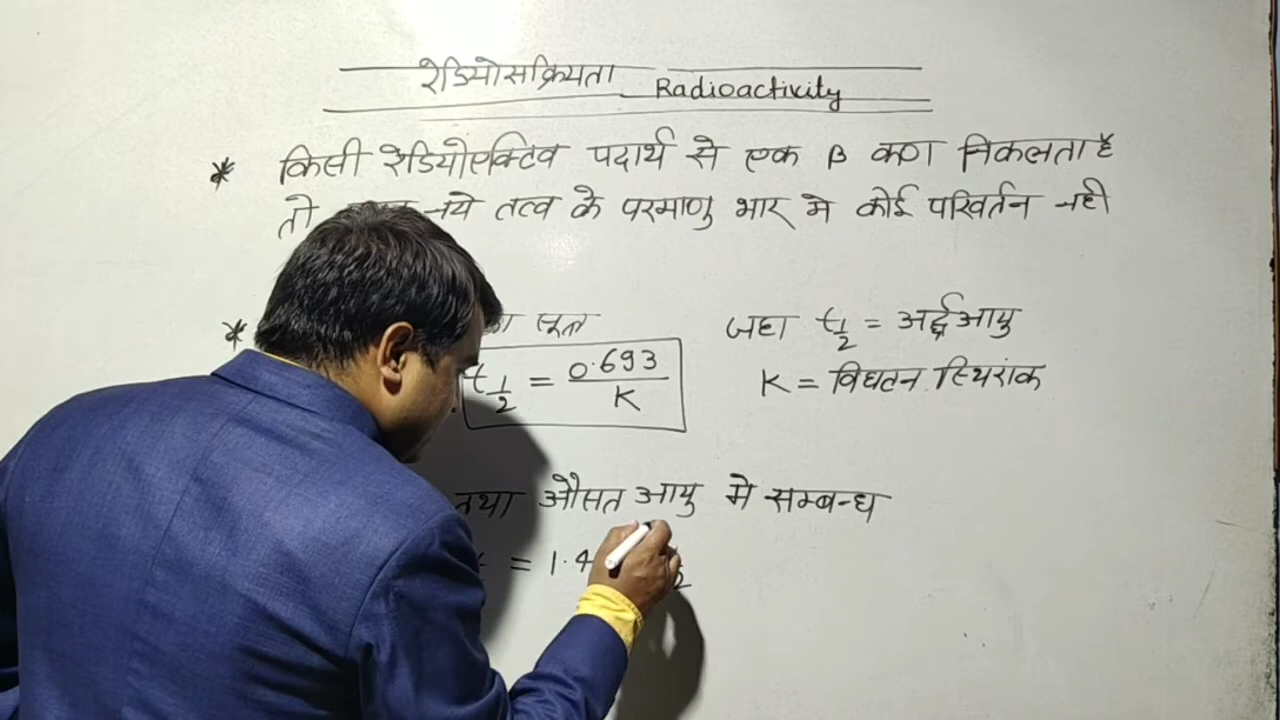 रेडियोसक्रियता Radioactivity
* किसी रेडियोएक्टिव पदार्थ से एक β कण निकलता है
तो नये तत्व के परमाणु भार मे कोई परिवर्तन नही
* सूत्र जहा t1/2 = अर्द्धआयु
t1/2 = 0.693/K K = विघटन स्थिरांक
तथा औसत आयु मे सम्बन्ध
= 1.4